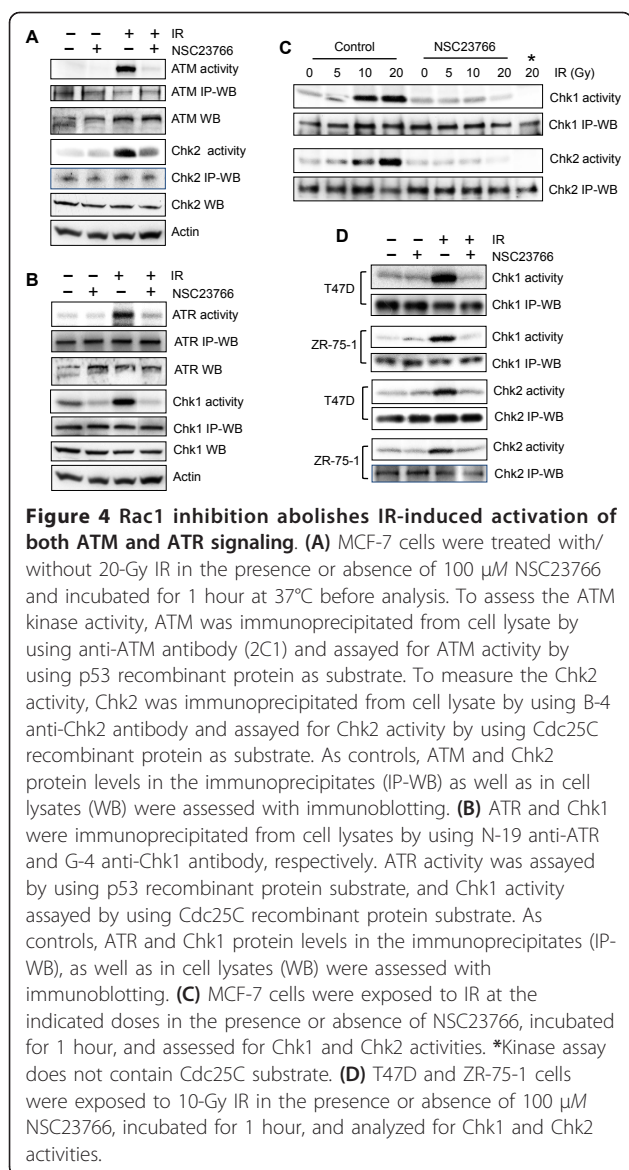 A
– – + + IR
– + – + NSC23766
ATM activity
ATM IP-WB
ATM WB
Chk2 activity
Chk2 IP-WB
Chk2 WB
Actin
B
– – + + IR
– + – + NSC23766
ATR activity
ATR IP-WB
ATR WB
Chk1 activity
Chk1 IP-WB
Chk1 WB
Actin
C
Control NSC23766 *
0 5 10 20 0 5 10 20 20 IR (Gy)
Chk1 activity
Chk1 IP-WB
Chk2 activity
Chk2 IP-WB
D
– – + + IR
– + – + NSC23766
T47D
Chk1 activity
Chk1 IP-WB
ZR-75-1
Chk1 activity
Chk1 IP-WB
T47D
Chk2 activity
Chk2 IP-WB
ZR-75-1
Chk2 activity
Chk2 IP-WB
Figure 4 Rac1 inhibition abolishes IR-induced activation of
both ATM and ATR signaling. (A) MCF-7 cells were treated with/
without 20-Gy IR in the presence or absence of 100 μM NSC23766
and incubated for 1 hour at 37°C before analysis. To assess the ATM
kinase activity, ATM was immunoprecipitated from cell lysate by
using anti-ATM antibody (2C1) and assayed for ATM activity by
using p53 recombinant protein as substrate. To measure the Chk2
activity, Chk2 was immunoprecipitated from cell lysate by using B-4
anti-Chk2 antibody and assayed for Chk2 activity by using Cdc25C
recombinant protein as substrate. As controls, ATM and Chk2
protein levels in the immunoprecipitates (IP-WB) as well as in cell
lysates (WB) were assessed with immunoblotting. (B) ATR and Chk1
were immunoprecipitated from cell lysates by using N-19 anti-ATR
and G-4 anti-Chk1 antibody, respectively. ATR activity was assayed
by using p53 recombinant protein substrate, and Chk1 activity
assayed by using Cdc25C recombinant protein substrate. As
controls, ATR and Chk1 protein levels in the immunoprecipitates (IP-
WB), as well as in cell lysates (WB) were assessed with
immunoblotting. (C) MCF-7 cells were exposed to IR at the
indicated doses in the presence or absence of NSC23766, incubated
for 1 hour, and assessed for Chk1 and Chk2 activities. *Kinase assay
does not contain Cdc25C substrate. (D) T47D and ZR-75-1 cells
were exposed to 10-Gy IR in the presence or absence of 100 μM
NSC23766, incubated for 1 hour, and analyzed for Chk1 and Chk2
activities.